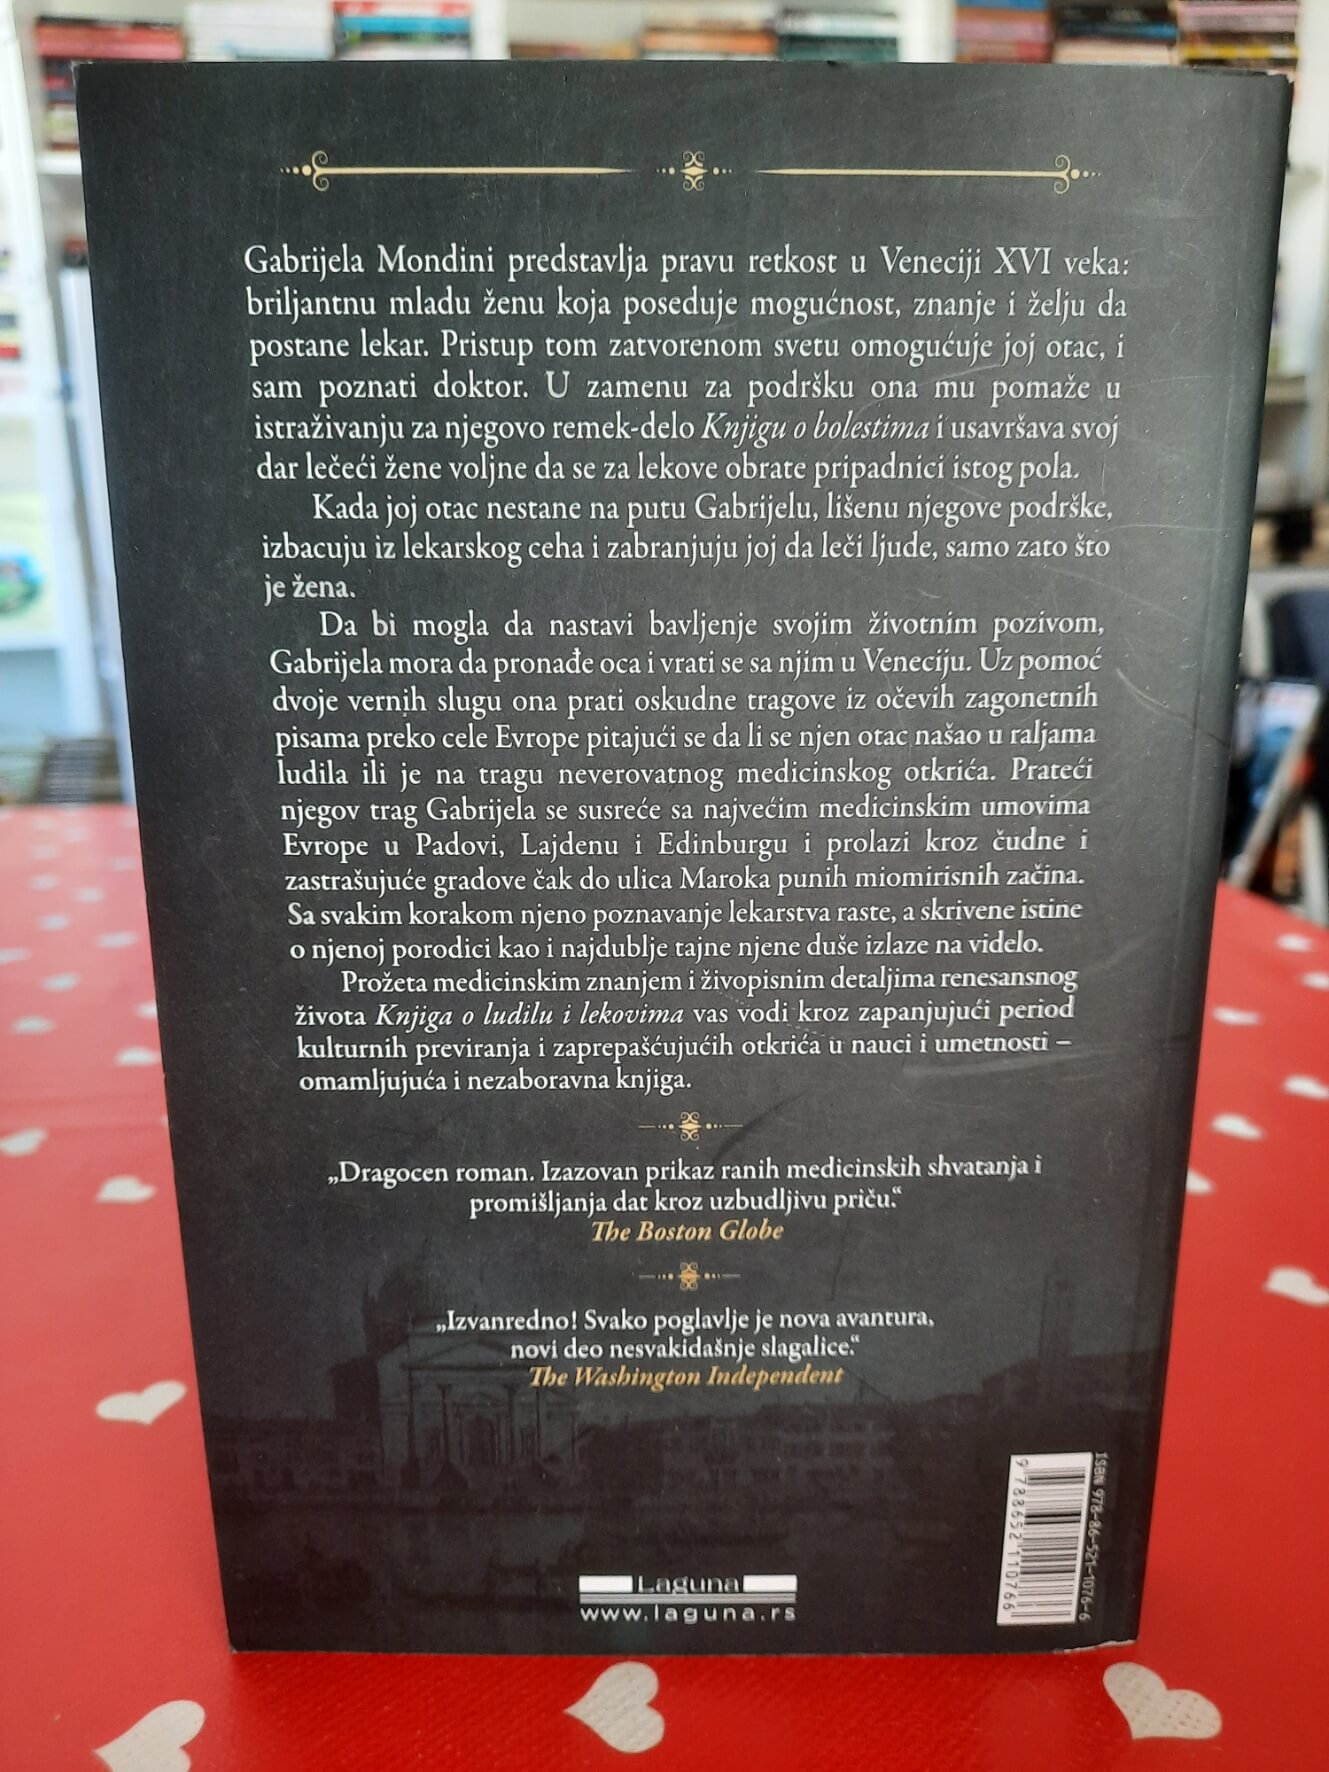 Gabrijela Mondini predstavlja pravu retkost u Veneciji XVI veka:
briljantnu mladu ženu koja poseduje mogućnost, znanje i želju da
postane lekar. Pristup tom zatvorenom svetu omogućuje joj otac, i
sam poznati doktor. U zamenu za podršku ona mu pomaže u
istraživanju za njegovo remek-delo Knjigu o bolestima i usavršava svoj
dar lečeći žene voljne da se za lekove obrate pripadnici istog pola.
Kada joj otac nestane na putu Gabrijelu, lišenu njegove podrške,
izbacuju iz lekarskog ceha i zabranjuju joj da leči ljude, samo zato što
je žena.
Da bi mogla da nastavi bavljenje svojim životnim pozivom,
Gabrijela mora da pronađe oca i vrati se sa njim u Veneciju. Uz pomoć
dvoje vernih slugu ona prati oskudne tragove iz očevih zagonetnih
pisama preko cele Evrope pitajući se da li se njen otac našao u raljama
ludila ili je na tragu neverovatnog medicinskog otkrića. Prateći
njegov trag Gabrijela se susreće sa najvećim medicinskim umovima
Evrope u Padovi, Lajdenu i Edinburgu i prolazi kroz čudne i
zastrašujuće gradove čak do ulica Maroka punih miomirisnih začina.
Sa svakim korakom njeno poznavanje lekarstva raste, a skrivene istine
o njenoj porodici kao i najdublje tajne njene duše izlaze na videlo.
Prožeta medicinskim znanjem i živopisnim detaljima renesansnog
života Knjiga o ludilu i lekovima vas vodi kroz zapanjujući period
kulturnih previranja i zaprepašćujućih otkrića u nauci i umetnosti –
omamljujuća i nezaboravna knjiga.
„Dragocen roman. Izazovan prikaz ranih medicinskih shvatanja i
promišljanja dat kroz uzbudljivu priču.“
The Boston Globe
„Izvanredno! Svako poglavlje je nova avantura,
novi deo nesvakidašnje slagalice.“
The Washington Independent
ISBN 978-86-521-1076-6
9788652110766
Laguna
www.laguna.rs